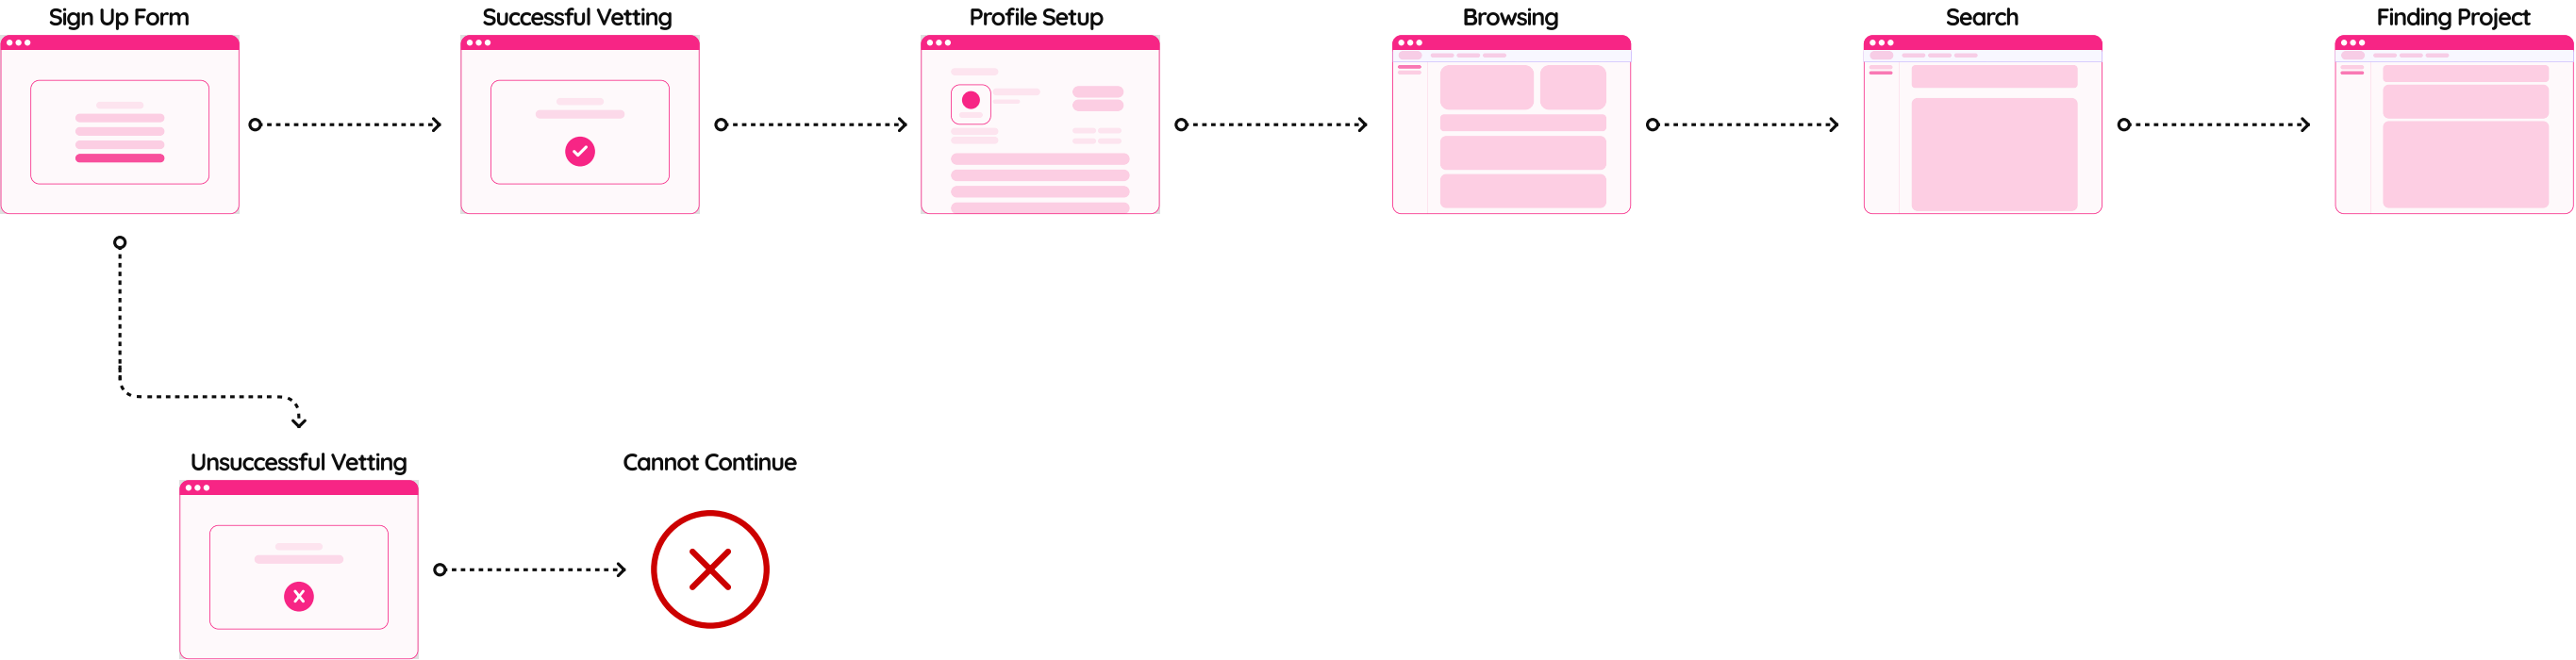 Sign Up Form
Successful Vetting
Profile Setup
Browsing
Search
Finding Project
Unsuccessful Vetting
Cannot Continue